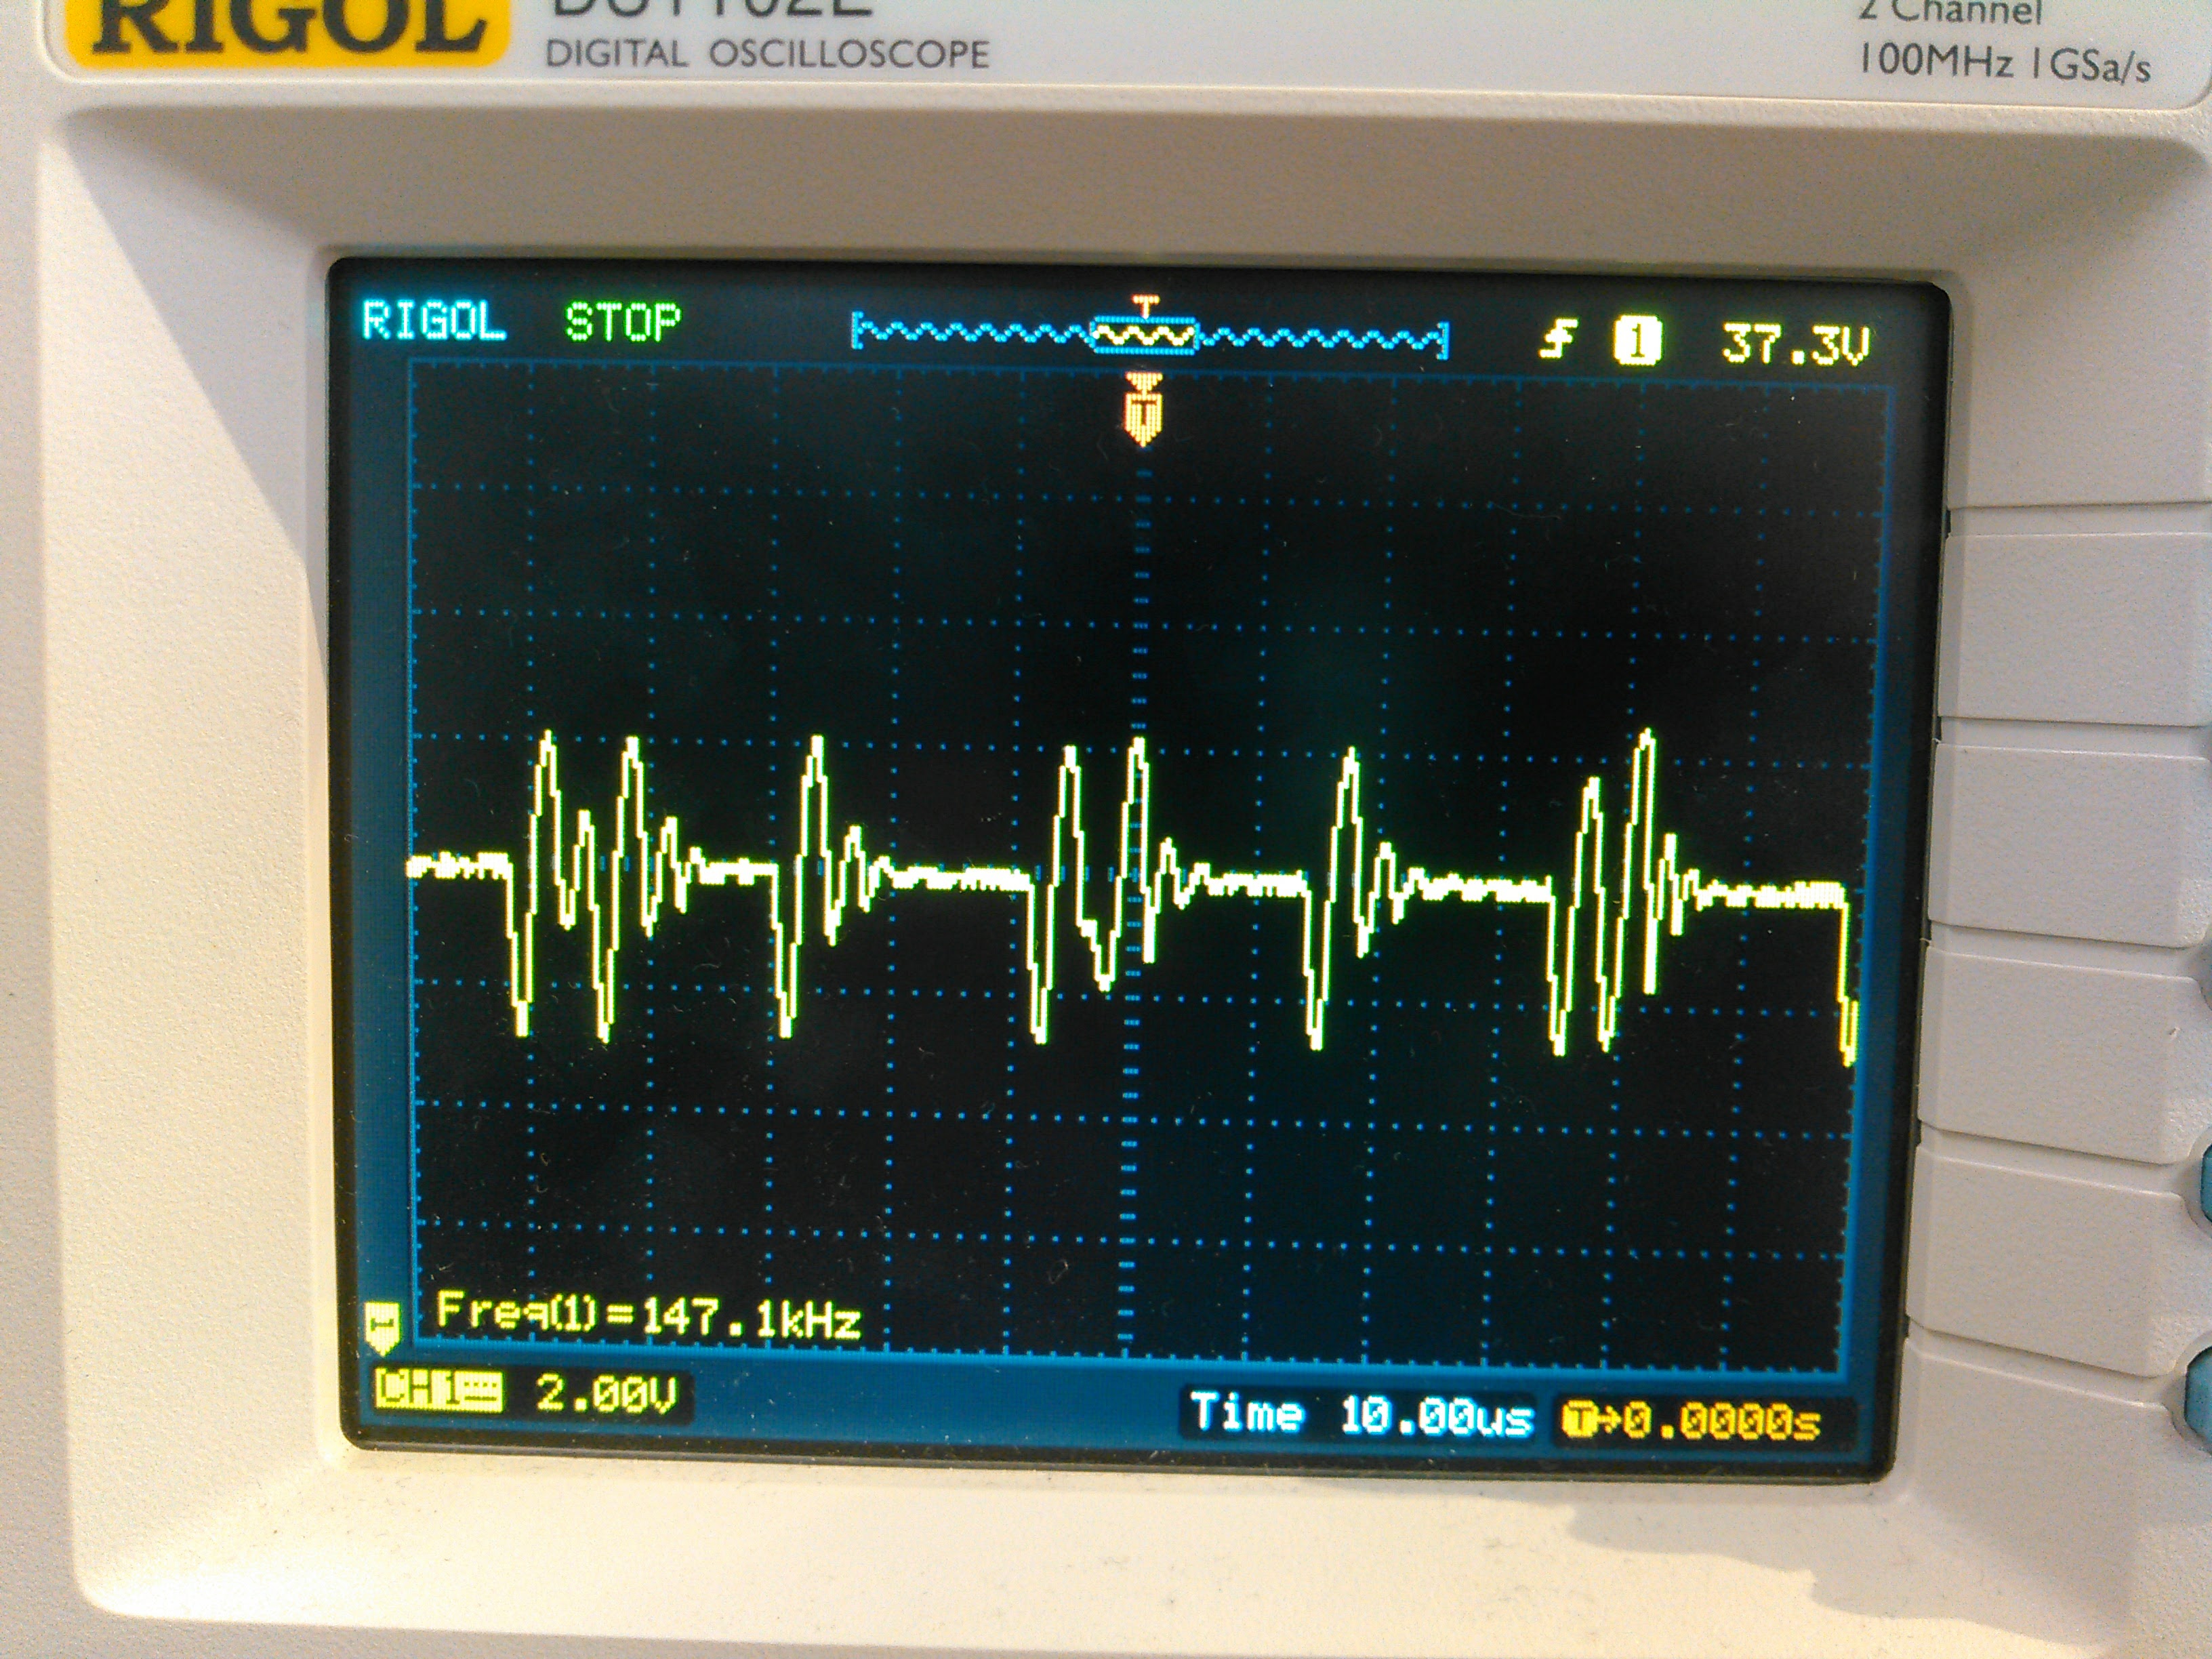 RIGOL DS1102E
DIGITAL OSCILLOSCOPE
2 Channel
100MHz 1GSa/s
RIGOL STOP T 1 37.3V
T
Freq(1)=147.1kHz
CH1 2.00V Time 10.00us T→0.0000s